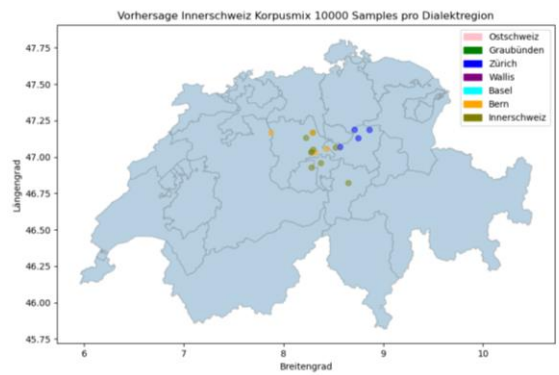 Vorhersage Innerschweiz Korpusmix 10000 Samples pro Dialektregion
Ostschweiz
Graubünden
Zürich
Wallis
Basel
Bern
Innerschweiz
Längengrad
47.75
47.50
47.25
47.00
46.75
46.50
46.25
46.00
45.75
6 7 8 9 10
Breitengrad